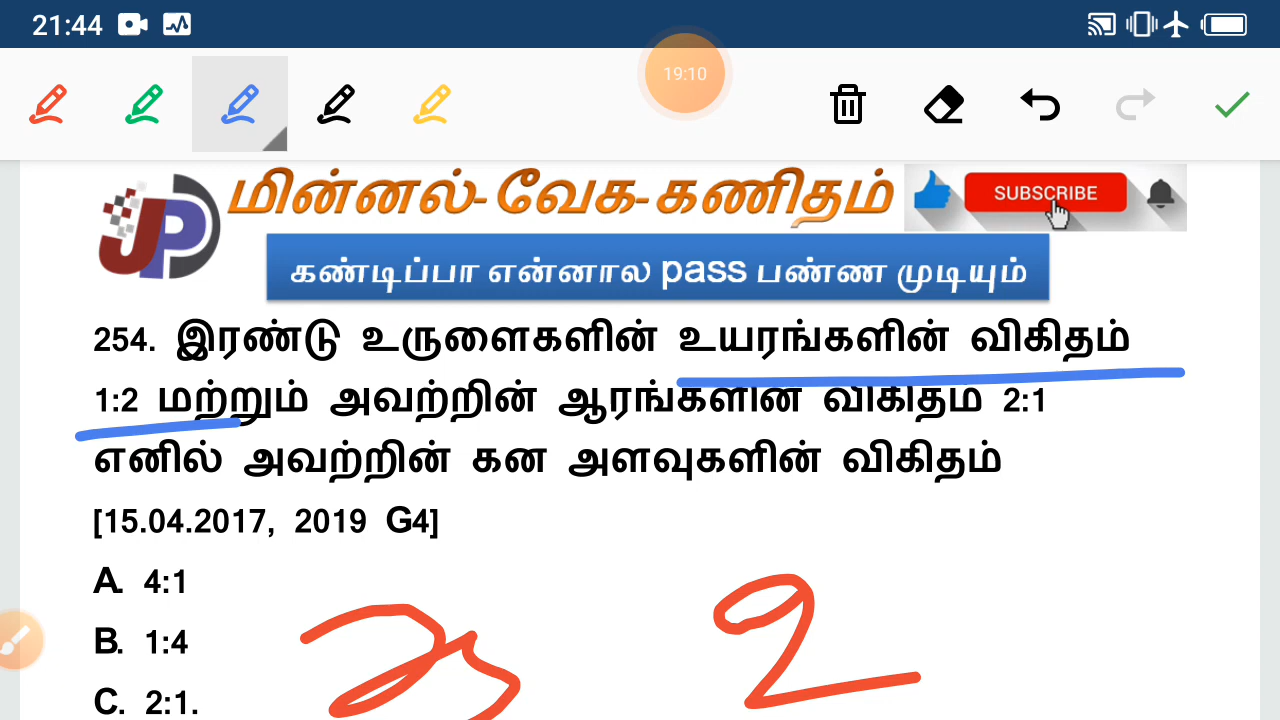 21:44
19:10
JP
மின்னல்-வேக-கணிதம்
SUBSCRIBE
கண்டிப்பா என்னால pass பண்ண முடியும்
254. இரண்டு உருளைகளின் உயரங்களின் விகிதம்
1:2 மற்றும் அவற்றின் ஆரங்களின் விகிதம் 2:1
எனில் அவற்றின் கன அளவுகளின் விகிதம்
[15.04.2017, 2019 G4]
A. 4:1
B. 1:4
C. 2:1.
2